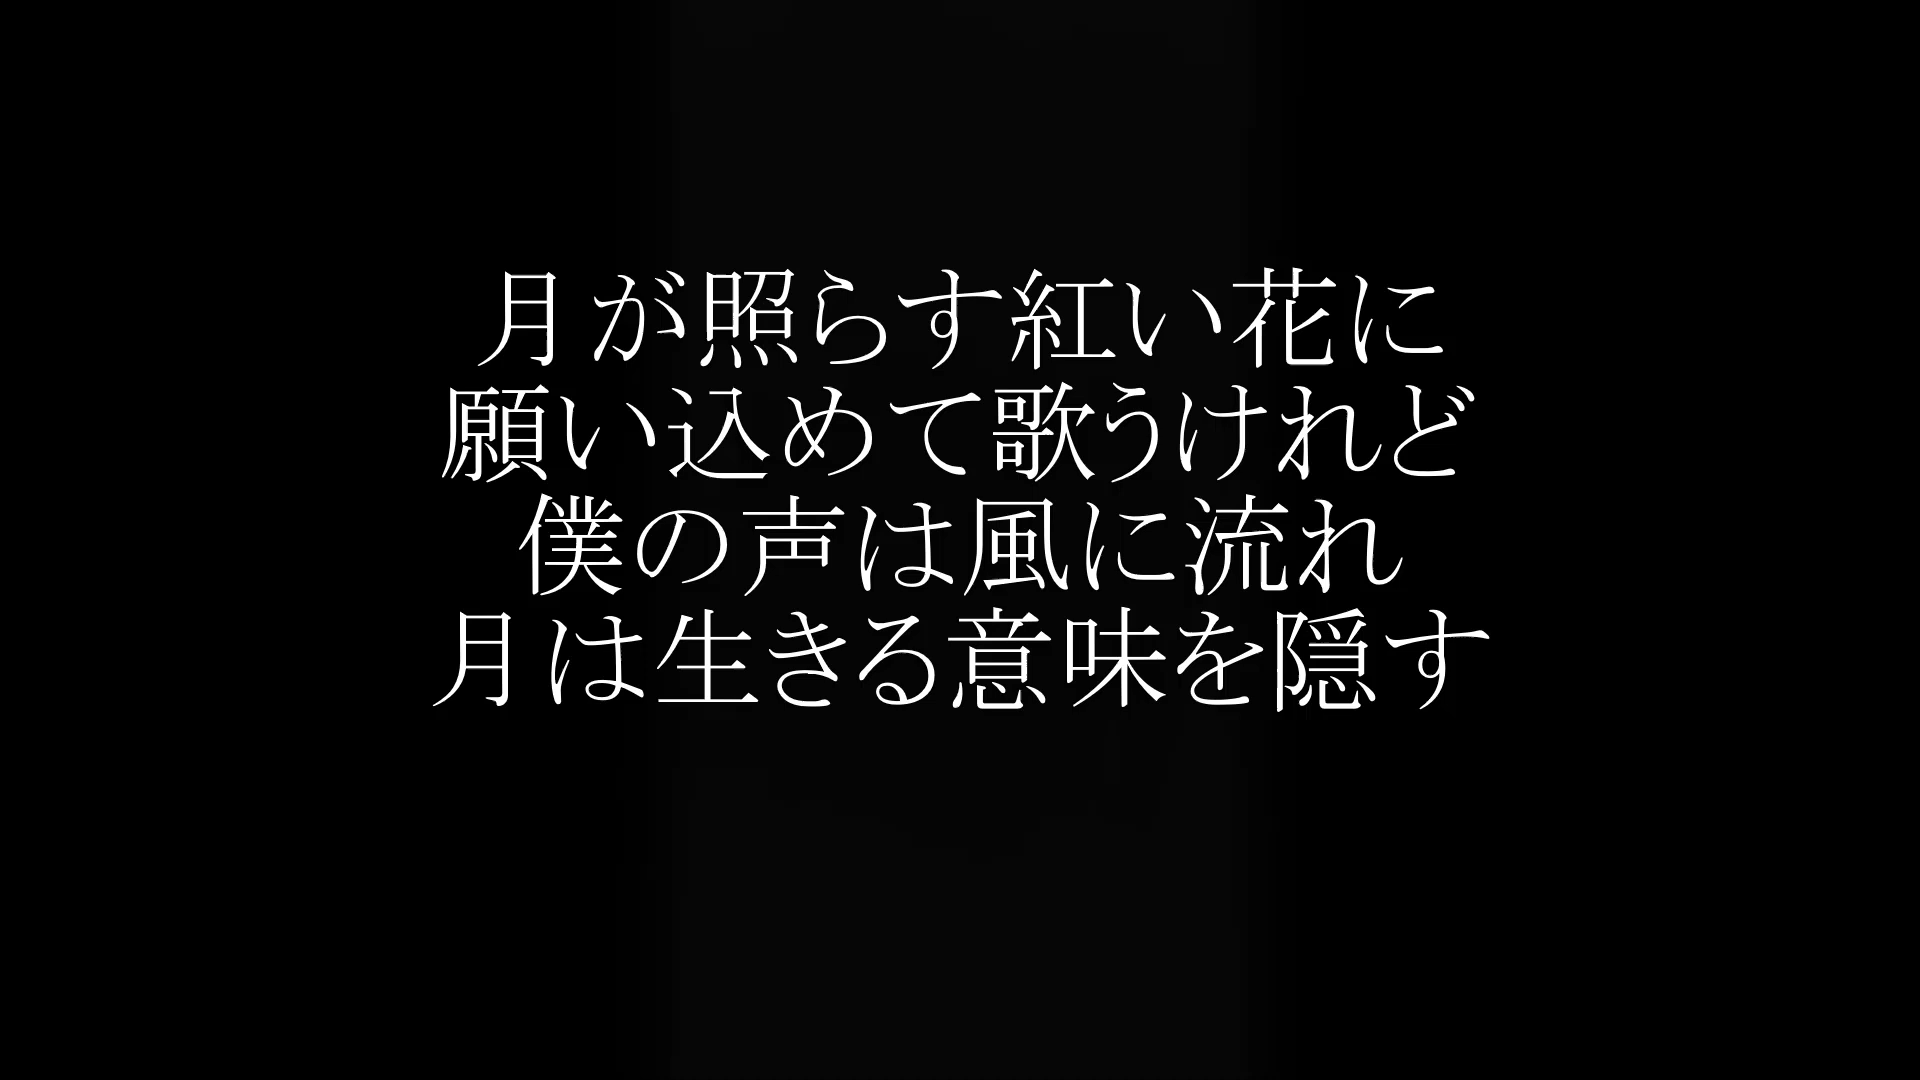 月が照らす紅い花に
願い込めて歌うけれど
僕の声は風に流れ
月は生きる意味を隠す